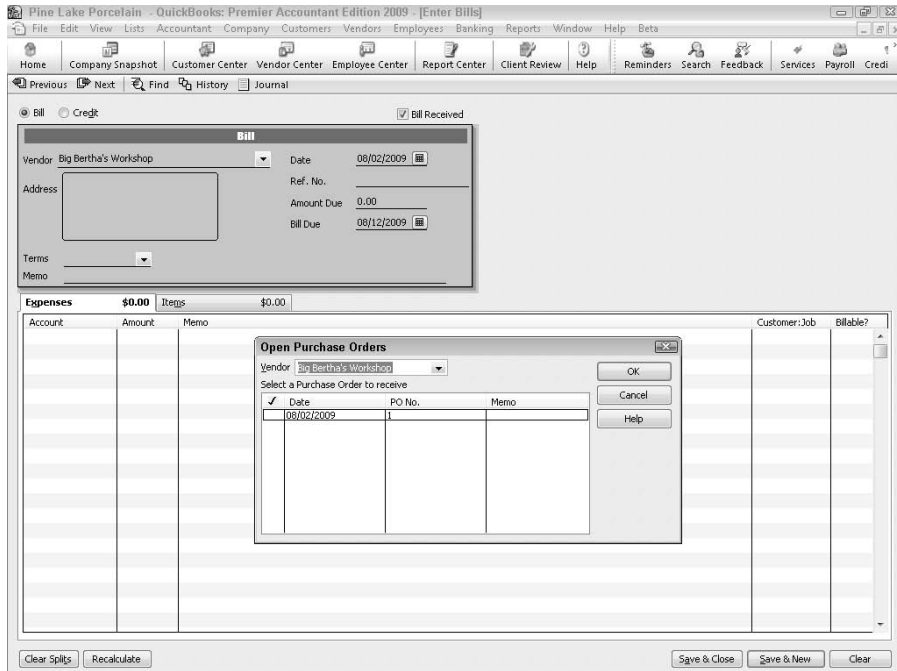 Pine Lake Porcelain - QuickBooks: Premier Accountant Edition 2009 - [Enter Bills]
File Edit View Lists Accountant Company Customers Vendors Employees Banking Reports Window Help Beta
Home Company Snapshot Customer Center Vendor Center Employee Center Report Center Client Review Help Reminders Search Feedback Services Payroll Credi
Previous Next Find History Journal
Bill Credit Bill Received
Bill
Vendor Big Bertha's Workshop Date 08/02/2009
Ref. No.
Address
Amount Due 0.00
Bill Due 08/12/2009
Terms
Memo
Expenses $0.00 Items $0.00
Account Amount Memo Customer:Job Billable?
Open Purchase Orders
Vendor Big Bertha's Workshop
OK
Select a Purchase Order to receive
Cancel
✓ Date PO No. Memo
08/02/2009 1
Help
Clear Splits Recalculate Save & Close Save & New Clear